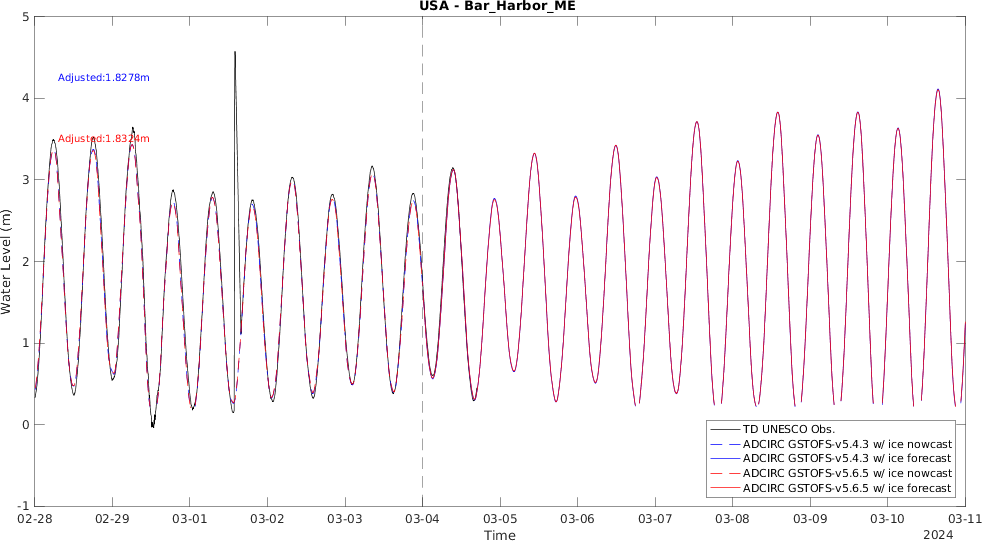 USA - Bar_Harbor_ME
5
4
3
2
1
0
-1
Water Level (m)
Adjusted:1.8278m
Adjusted:1.8324m
TD UNESCO Obs.
ADCIRC GSTOFS-v5.4.3 w/ ice nowcast
ADCIRC GSTOFS-v5.4.3 w/ ice forecast
ADCIRC GSTOFS-v5.6.5 w/ ice nowcast
ADCIRC GSTOFS-v5.6.5 w/ ice forecast
02-28 02-29 03-01 03-02 03-03 03-04 03-05 03-06 03-07 03-08 03-09 03-10 03-11
Time
2024